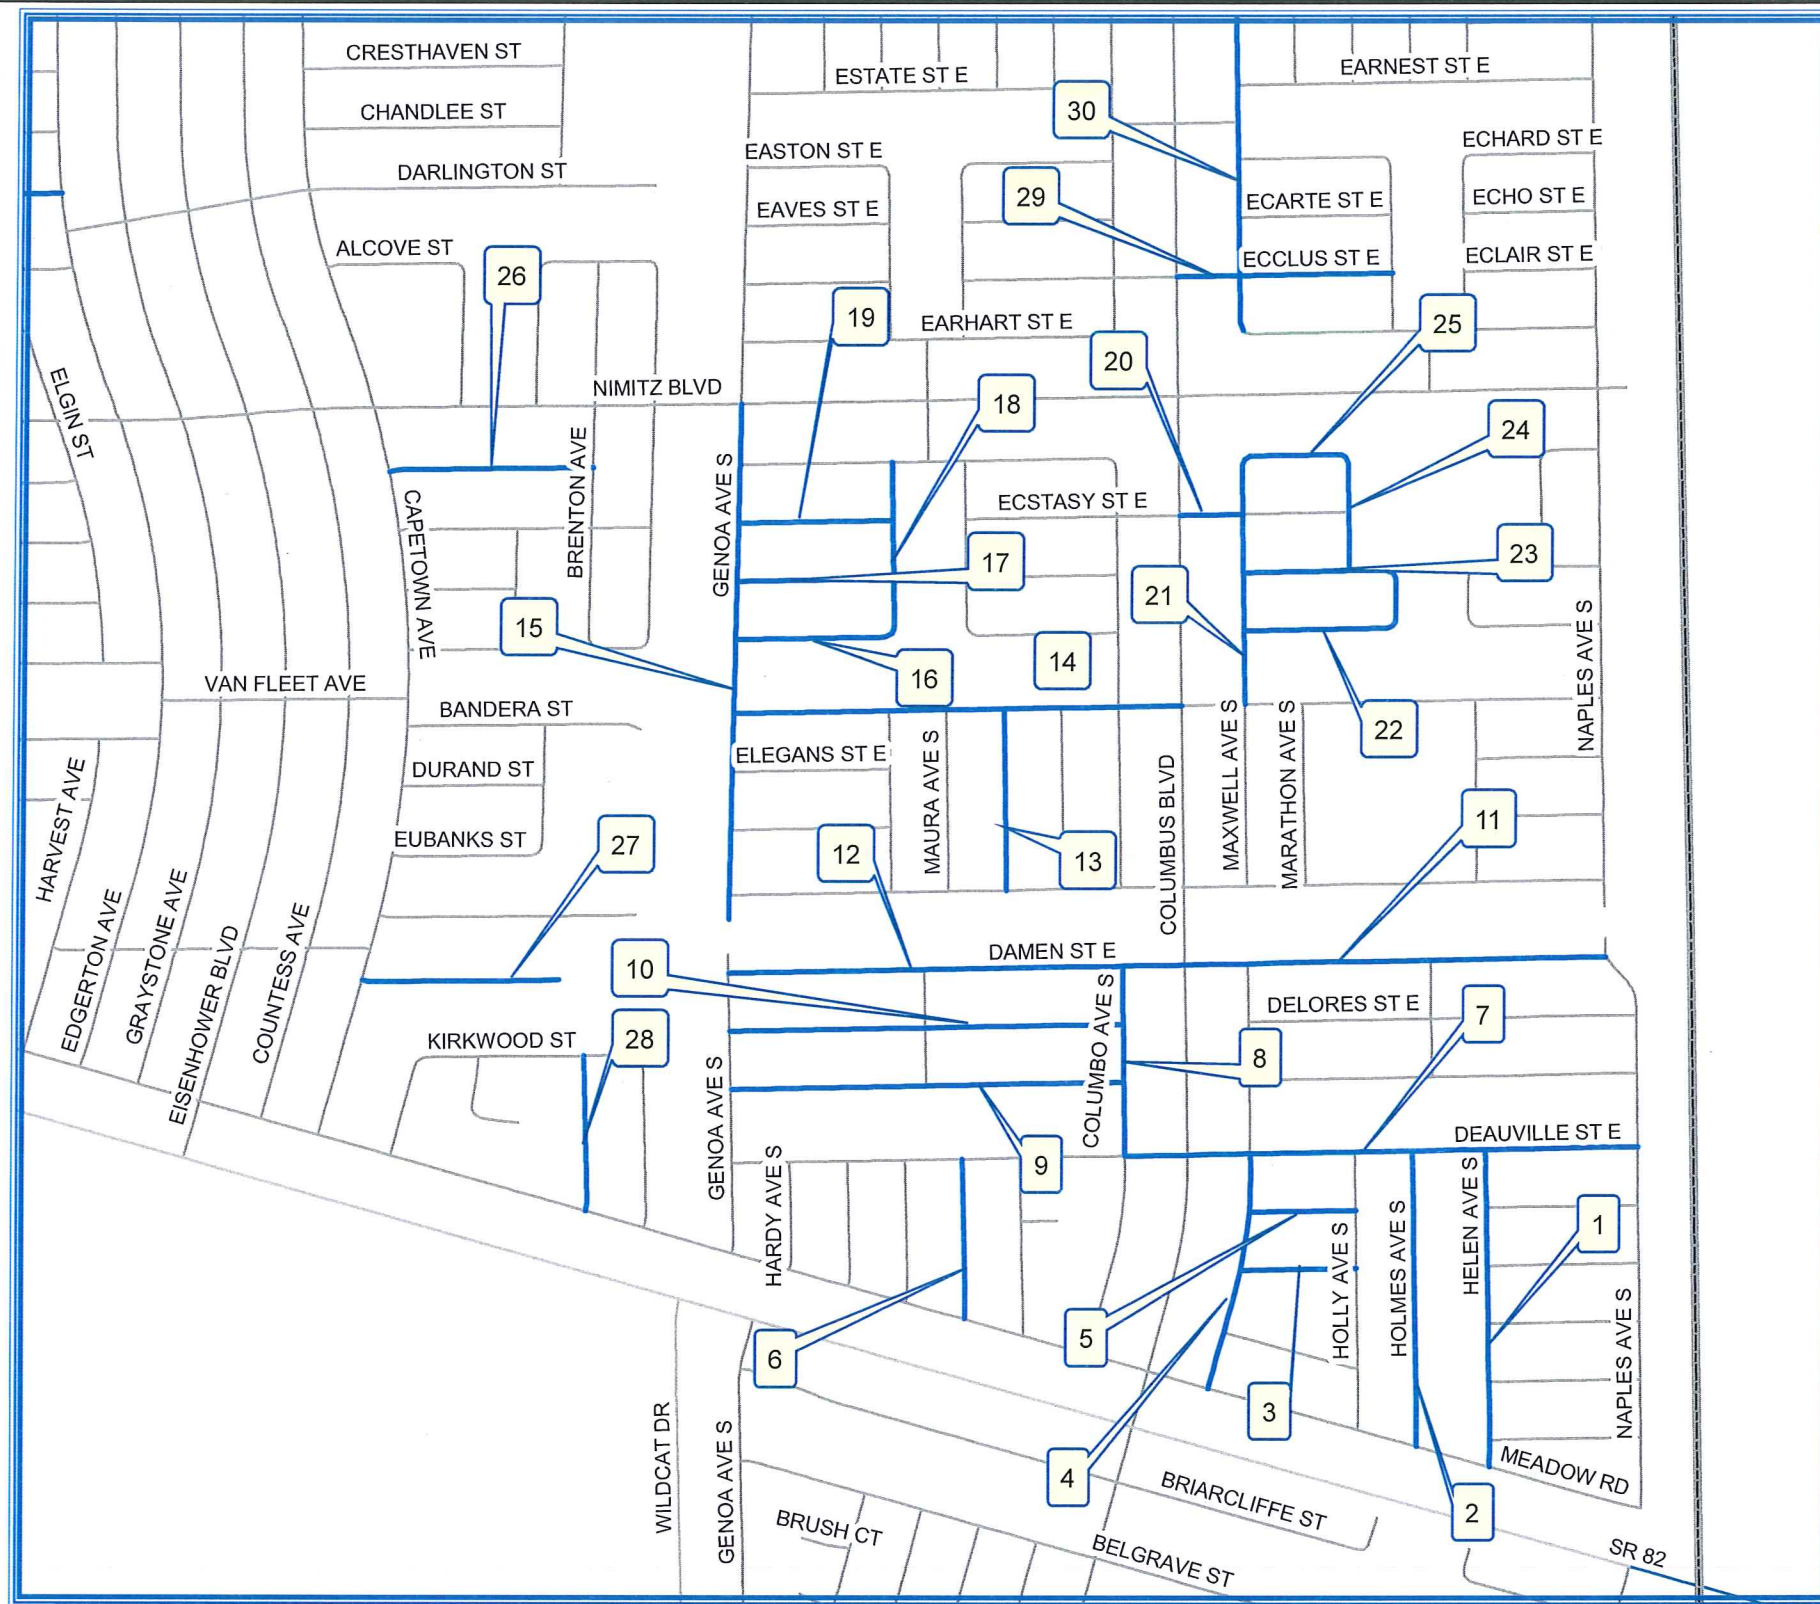 CRESTHAVEN ST
ESTATE ST E
EARNEST ST E
CHANDLEE ST
30
EASTON ST E
ECHARD ST E
DARLINGTON ST
29
ECARTE ST E
ECHO ST E
EAVES ST E
ALCOVE ST
ECCLUS ST E
ECLAIR ST E
26
19
EARHART ST E
25
20
NIMITZ BLVD
18
ELGIN ST
24
BRENTON AVE
GENOA AVE S
ECSTASY ST E
CAPETOWN AVE
17
23
21
15
14
16
NAPLES AVE S
VAN FLEET AVE
BANDERA ST
22
ELEGANS ST E
MAURA AVE S
MAXWELL AVE S
MARATHON AVE S
DURAND ST
COLUMBUS BLVD
HARVEST AVE
EUBANKS ST
27
12
13
11
EDGERTON AVE
GRAYSTONE AVE
EISENHOWER BLVD
COUNTESS AVE
DAMEN ST E
10
COLUMBO AVE S
DELORES ST E
7
KIRKWOOD ST
28
8
GENOA AVE S
DEAUVILLE ST E
HARDY AVE S
9
HELEN AVE S
1
HOLMES AVE S
HOLLY AVE S
5
6
NAPLES AVE S
3
WILDCAT DR
GENOA AVE S
4
MEADOW RD
BRIARCLIFFE ST
2
BRUSH CT
BELGRAVE ST
SR 82